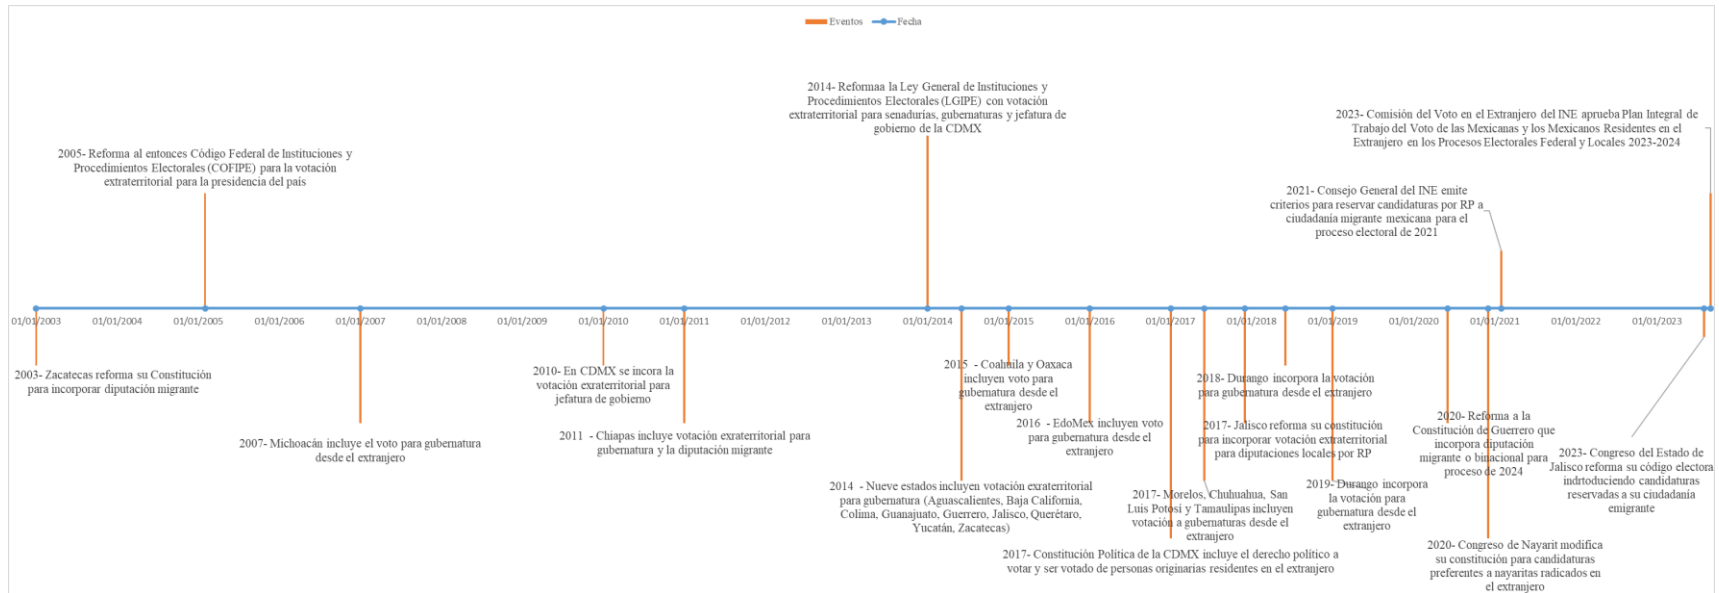 Eventos
Fecha
2014- Reformaa la Ley General de Instituciones y
Procedimientos Electorales (LGIPE) con votación
extraterritorial para senadurías, gubernaturas y jefatura de
gobierno de la CDMX
2023- Comisión del Voto en el Extranjero del INE aprueba Plan Integral de
Trabajo del Voto de las Mexicanas y los Mexicanos Residentes en el
Extranjero en los Procesos Electorales Federal y Locales 2023-2024
2005- Reforma al entonces Código Federal de Instituciones y
Procedimientos Electorales (COFIPE) para la votación
extraterritorial para la presidencia del país
2021- Consejo General del INE emite
criterios para reservar candidaturas por RP a
ciudadanía migrante mexicana para el
proceso electoral de 2021
01/01/2003
01/01/2004
01/01/2005
01/01/2006
01/01/2007
01/01/2008
01/01/2009
01/01/2010
01/01/2011
01/01/2012
01/01/2013
01/01/2014
01/01/2015
01/01/2016
01/01/2017
01/01/2018
01/01/2019
01/01/2020
01/01/2021
01/01/2022
01/01/2023
2003- Zacatecas reforma su Constitución
para incorporar diputación migrante
2007- Michoacán incluye el voto para gubernatura
desde el extranjero
2010- En CDMX se incora la
votación exraterritorial para
jefatura de gobierno
2011 - Chiapas incluye votación exraterritorial para
gubernatura y la diputación migrante
2014 - Nueve estados incluyen votación exraterritorial
para gubernatura (Aguascalientes, Baja California,
Colima, Guanajuato, Guerrero, Jalisco, Querétaro,
Yucatán, Zacatecas)
2015 - Coahuila y Oaxaca
incluyen voto para
gubernatura desde el
extranjero
2016 - EdoMex incluyen voto
para gubernatura desde el
extranjero
2017- Constitución Política de la CDMX incluye el derecho político a
votar y ser votado de personas originarias residentes en el extranjero
2017- Morelos, Chuhuahua, San
Luis Potosí y Tamaulipas incluyen
votación a gubernaturas desde el
extranjero
2017- Jalisco reforma su constitución
para incorporar votación extraterritorial
para diputaciones locales por RP
2018- Durango incorpora la votación
para gubernatura desde el extranjero
2019- Durango incorpora
la votación para
gubernatura desde el
extranjero
2020- Reforma a la
Constitución de Guerrero que
incorpora diputación
migrante o binacional para
proceso de 2024
2020- Congreso de Nayarit modifica
su constitución para candidaturas
preferentes a nayaritas radicados en
el extranjero
2023- Congreso del Estado de
Jalisco reforma su código electora
indrtoduciendo candidaturas
reservadas a su ciudadanía
emigrante